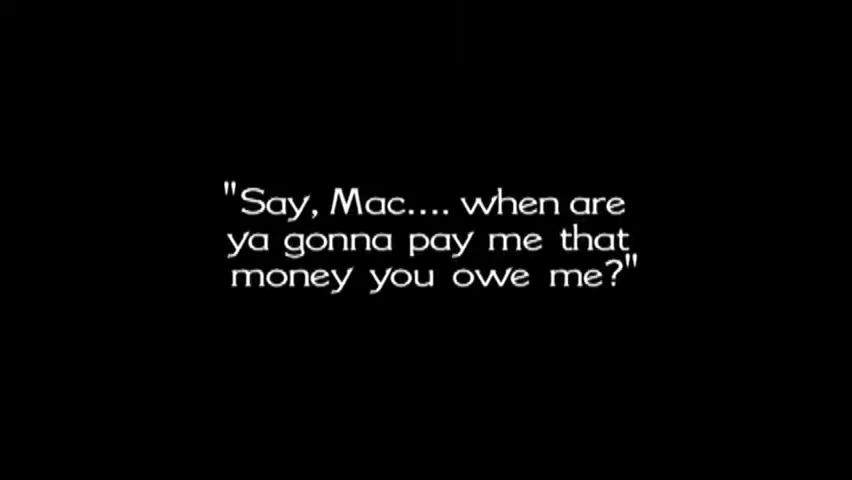 "Say, Mac.... when are
ya gonna pay me that
money you owe me?"